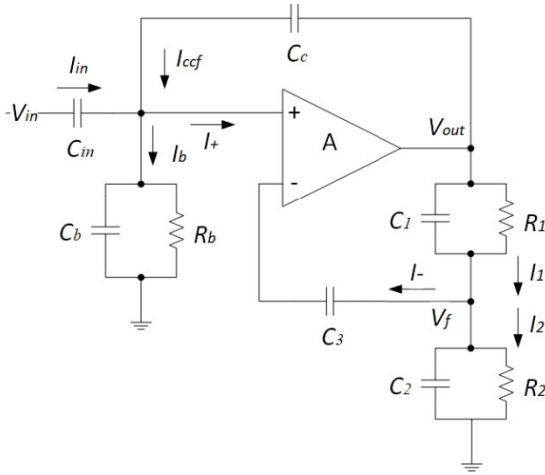 Cc
Iin
Iccf
-Vin
+
A
Vout
Cin
Ib
I+
-
Cb
Rb
C1
R1
I-
I1
C3
Vf
I2
C2
R2